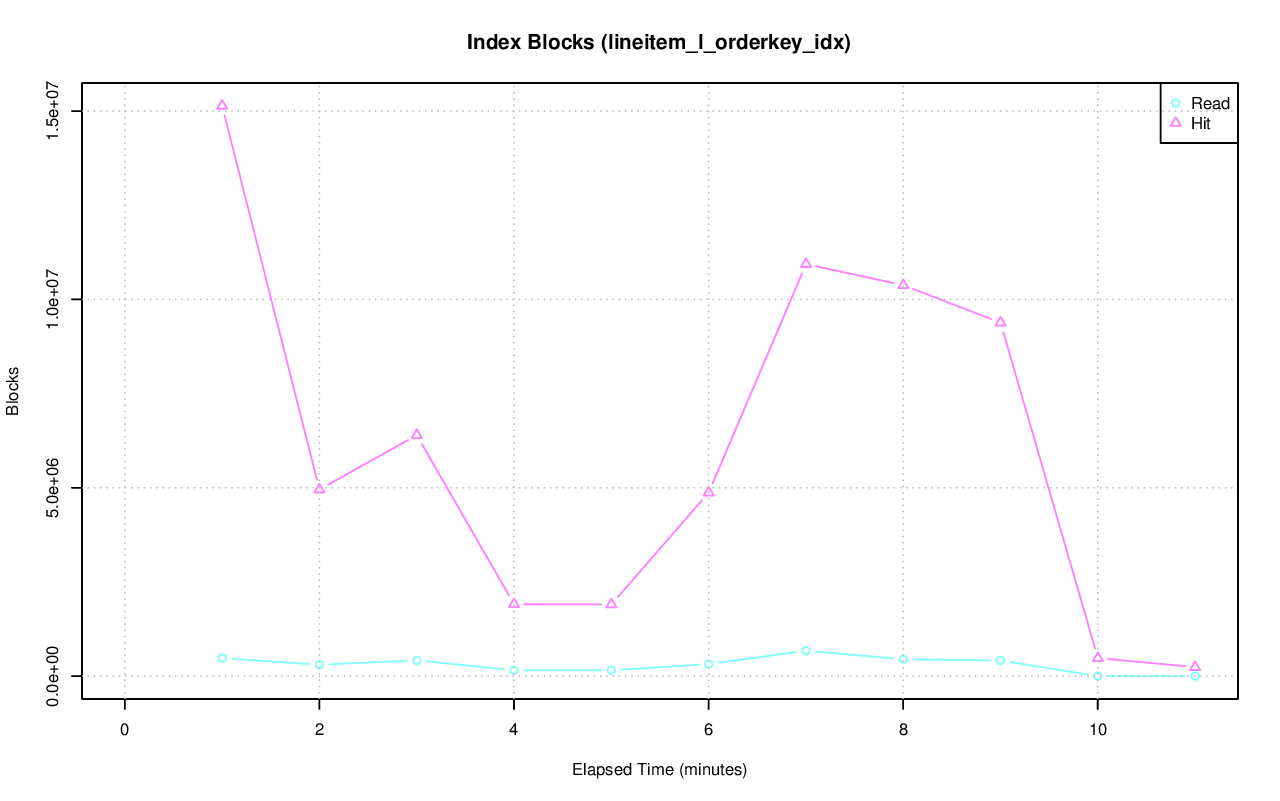 Index Blocks (lineitem_l_orderkey_idx)
Read
Hit
Blocks
1.5e+07
1.0e+07
5.0e+06
0.0e+00
0 2 4 6 8 10
Elapsed Time (minutes)